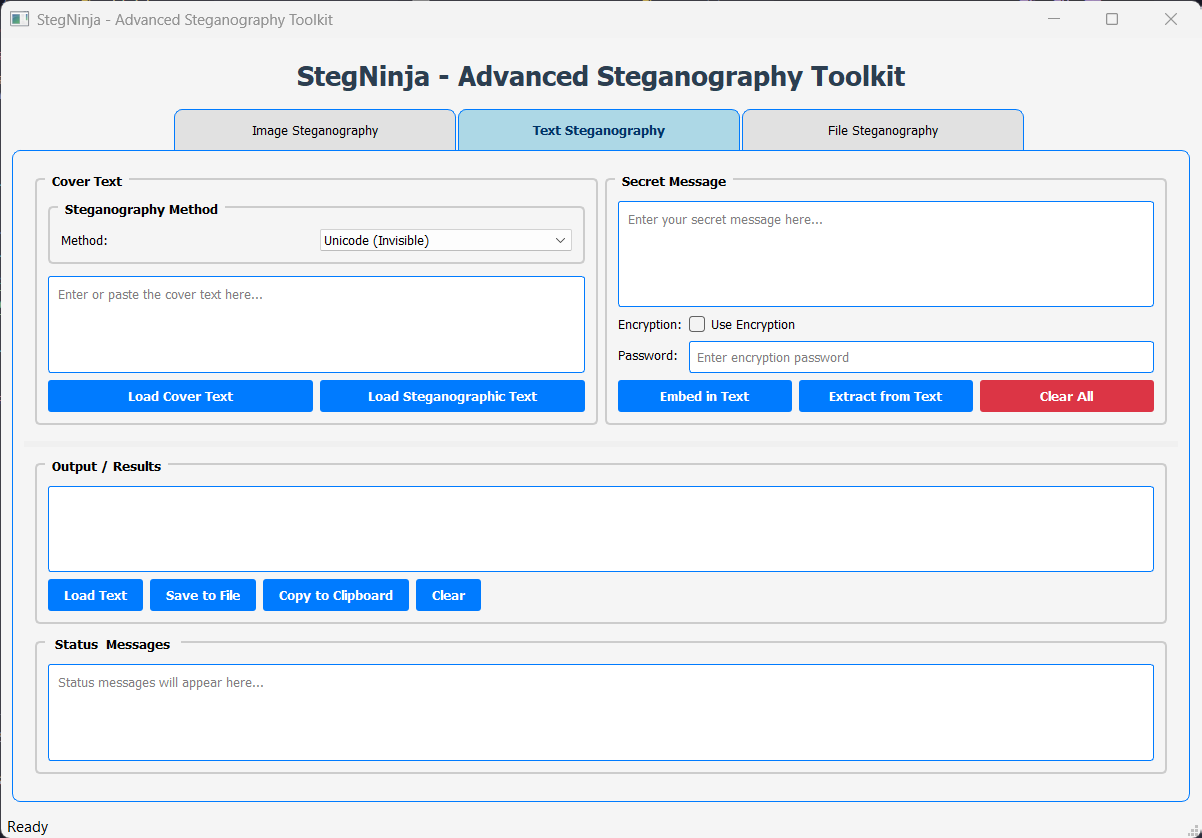 StegNinja - Advanced Steganography Toolkit
StegNinja - Advanced Steganography Toolkit
Image Steganography
Text Steganography
File Steganography
Cover Text
Steganography Method
Method:
Unicode (Invisible)
Enter or paste the cover text here...
Load Cover Text
Load Steganographic Text
Secret Message
Enter your secret message here...
Encryption:
Use Encryption
Password:
Enter encryption password
Embed in Text
Extract from Text
Clear All
Output / Results
Load Text
Save to File
Copy to Clipboard
Clear
Status Messages
Status messages will appear here...
Ready